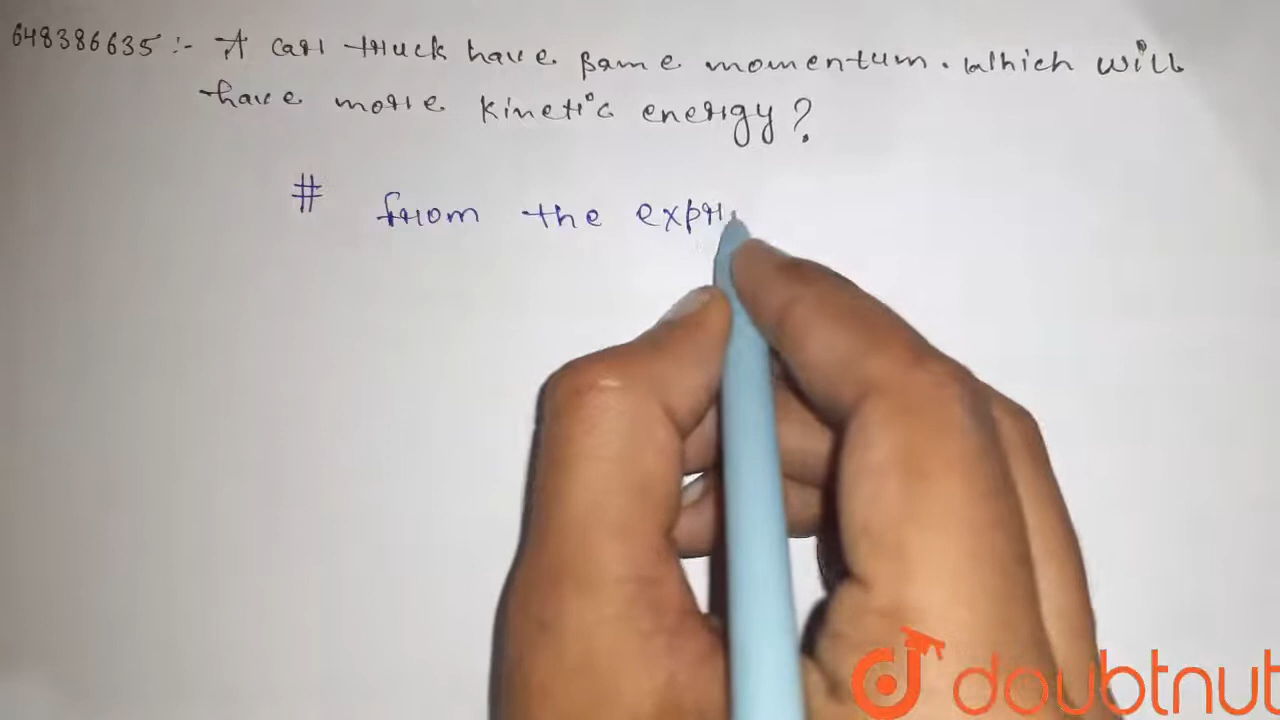 648386635 :- A car truck have same momentum. Which will
have more kinetic energy?
# from the expr
doubtnut